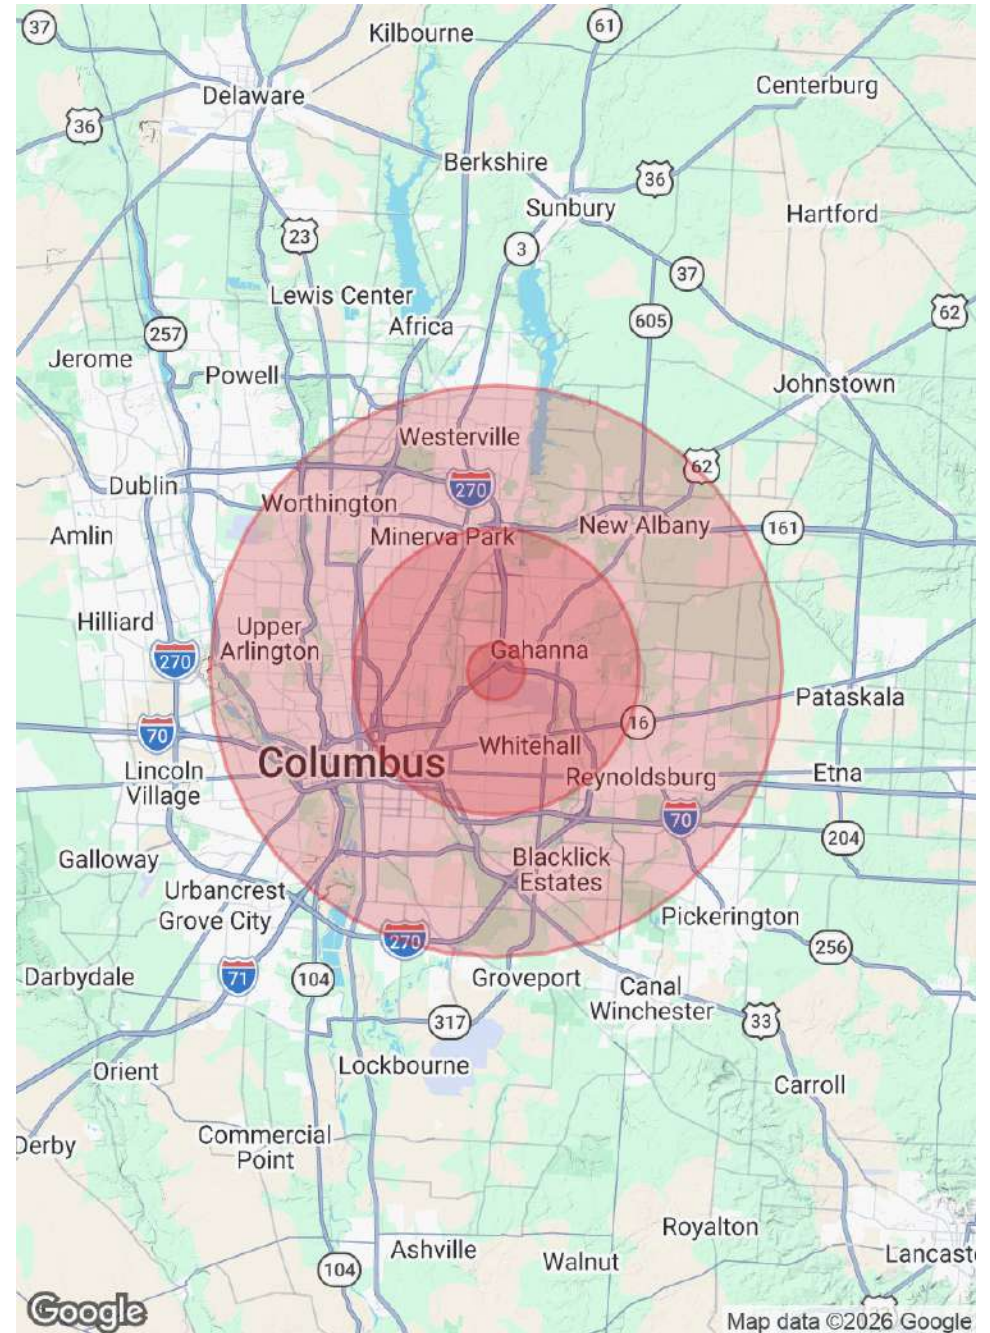 37
Kilbourne
61
Delaware
Centerburg
36
Berkshire
36
Sunbury
Hartford
23
3
37
Lewis Center
62
Africa
605
257
Jerome
Powell
Johnstown
Westerville
62
Dublin
270
Worthington
New Albany
161
Amlin
Minerva Park
Hilliard
Upper
Arlington
Gahanna
270
Pataskala
16
70
Whitehall
Columbus
Reynoldsburg
Etna
Lincoln
Village
70
204
Galloway
Blacklick
Estates
Urbancrest
Grove City
Pickerington
270
256
Darbydale
71
104
Groveport
Canal
Winchester
317
33
Lockbourne
Orient
Carroll
Derby
Commercial
Point
Royalton
Ashville
Walnut
Lancast
104
Google
Map data ©2026 Google